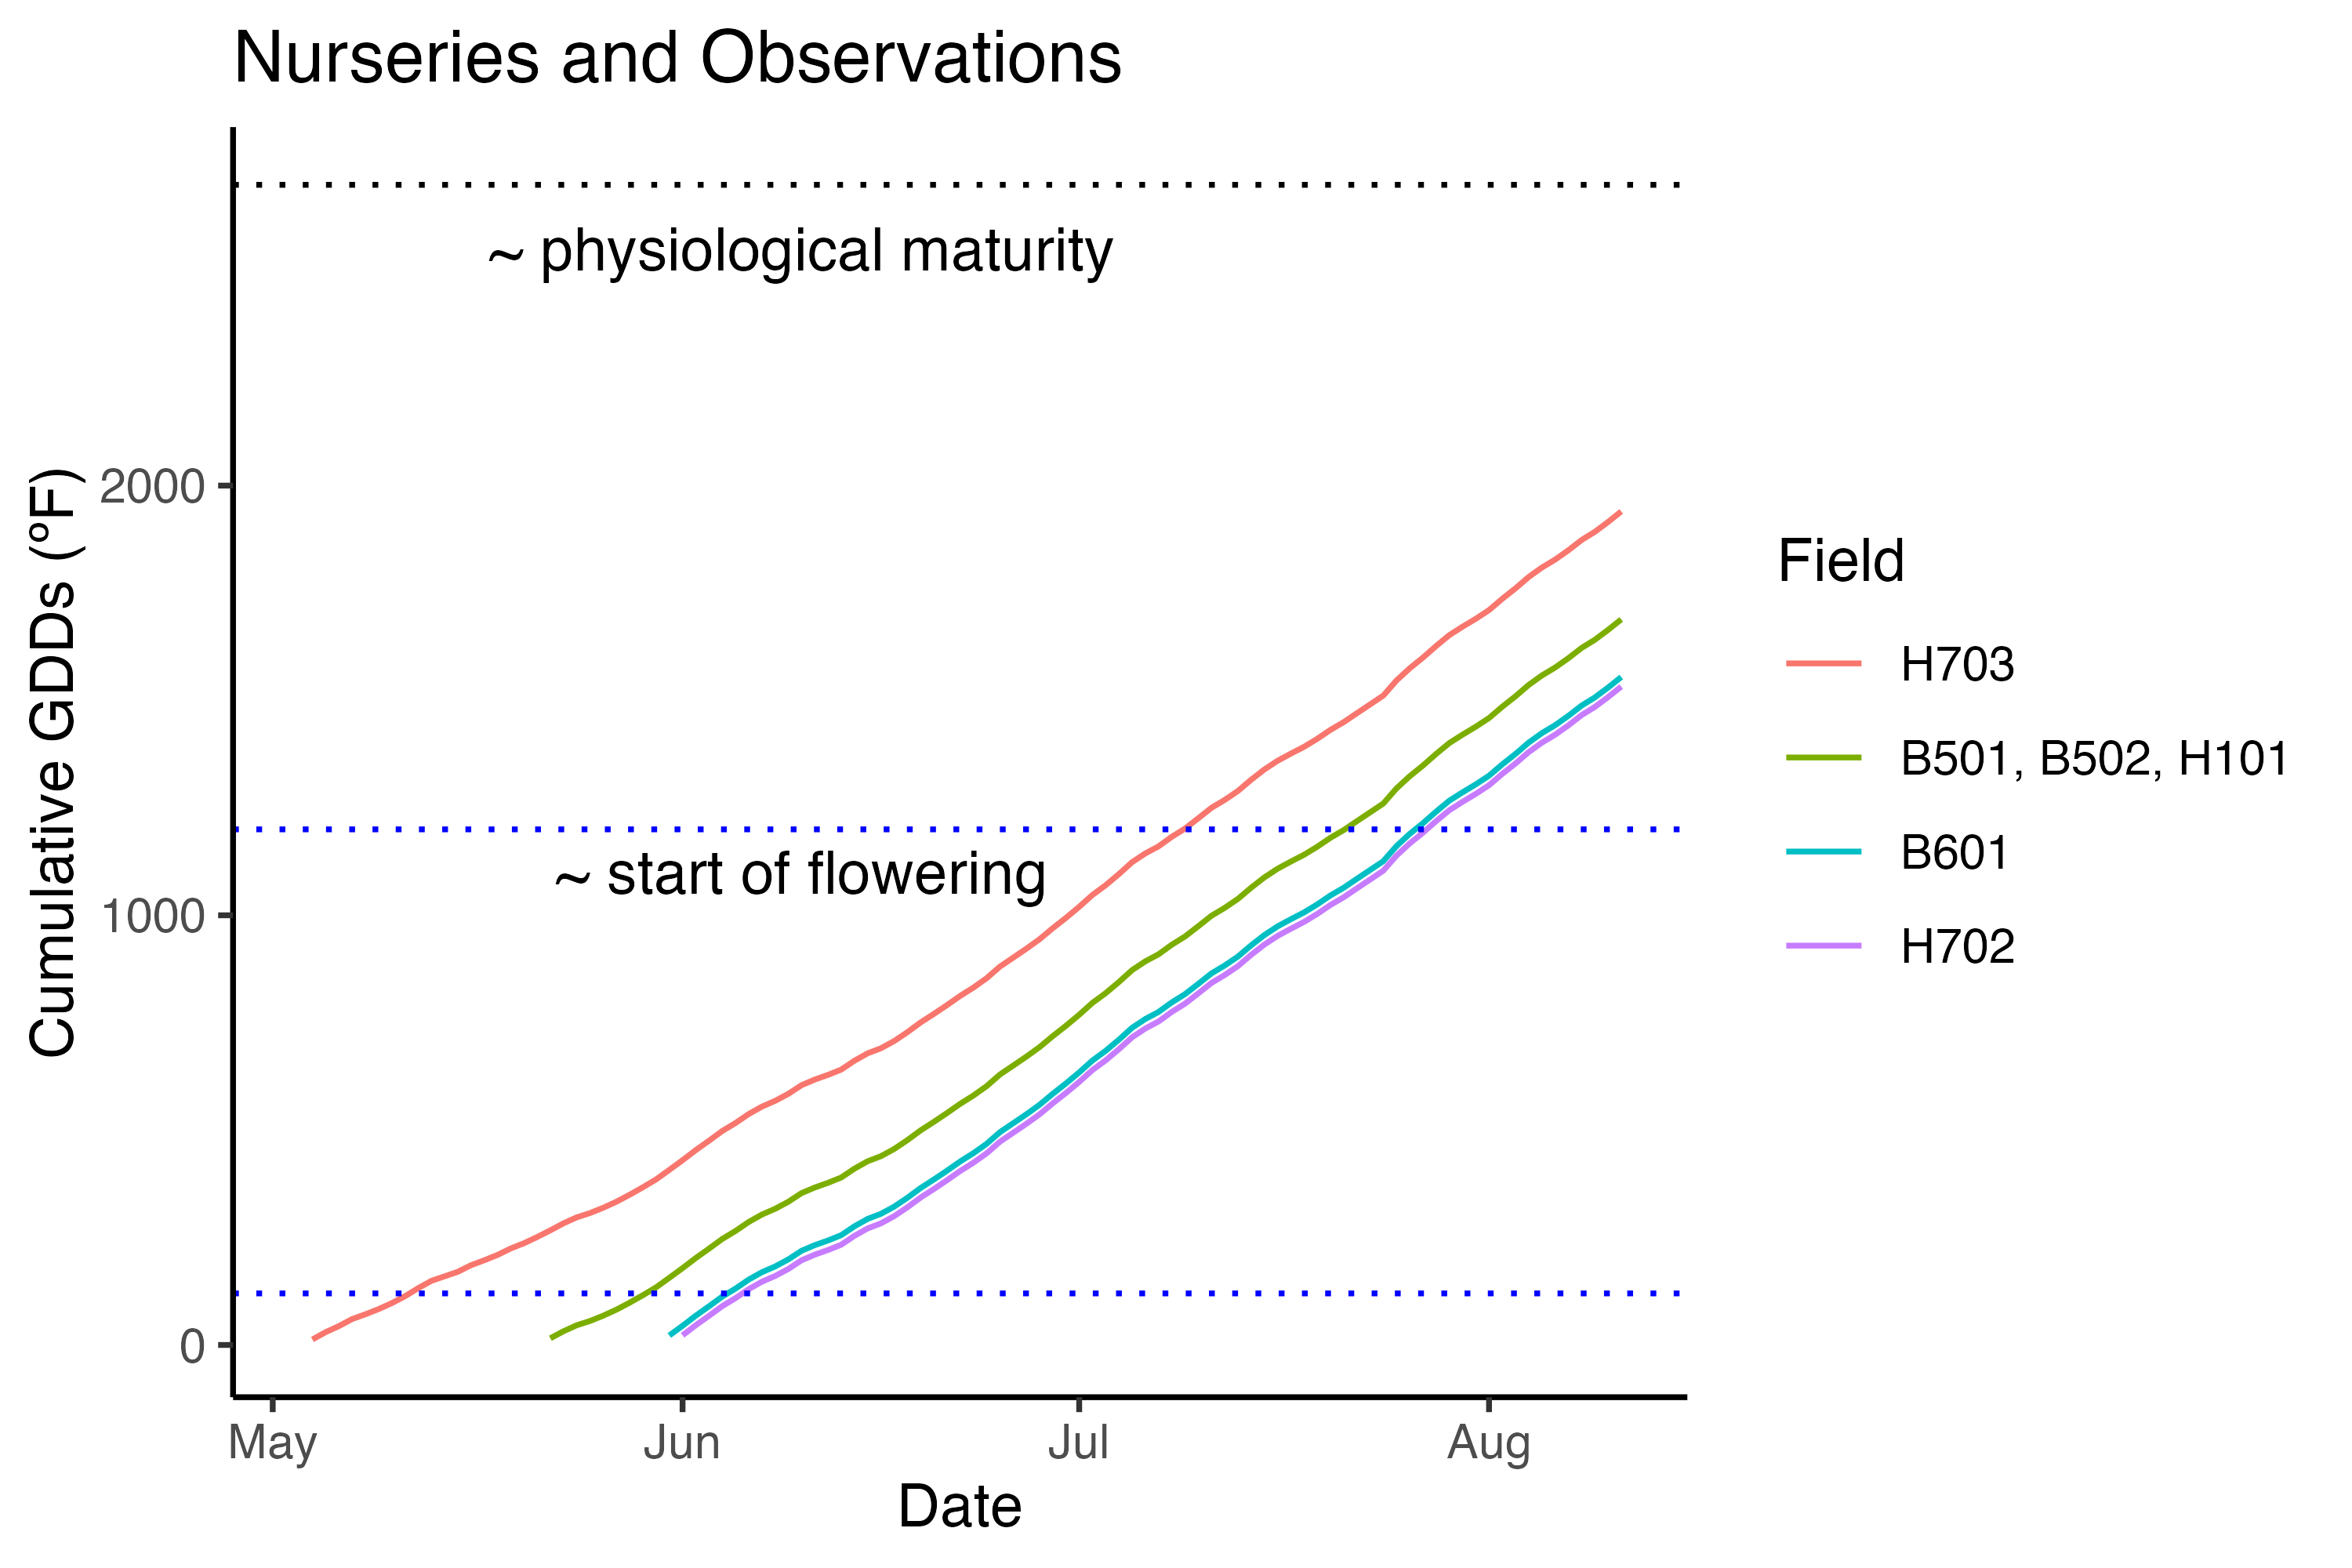 Nurseries and Observations
~ physiological maturity
~ start of flowering
Cumulative GDDs (ºF)
2000
1000
0
May
Jun
Jul
Aug
Date
Field
H703
B501, B502, H101
B601
H702